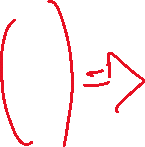 () =>